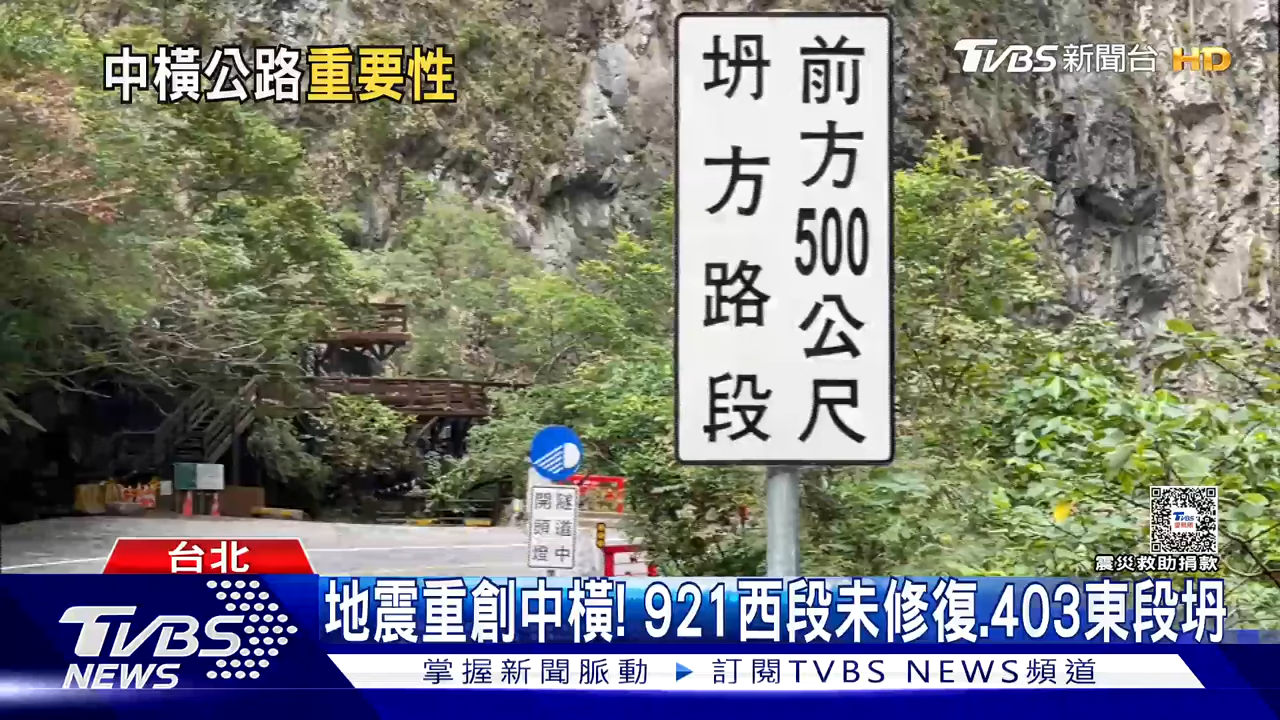 中橫公路重要性
TVBS新聞台 HD
前方500公尺
坍方路段
隧道中
開頭燈
TVBS
震災救助捐款
台北
地震重創中橫! 921西段未修復.403東段坍
TVBS
NEWS
掌握新聞脈動 ▶ 訂閱TVBS NEWS頻道